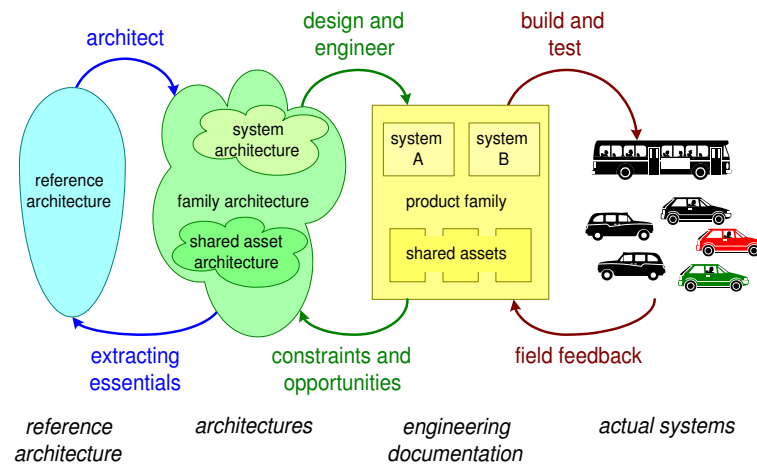 architect
design and
engineer
build and
test
reference
architecture
system
architecture
family architecture
shared asset
architecture
system
A
system
B
product family
shared assets
extracting
essentials
constraints and
opportunities
field feedback
reference
architecture
architectures
engineering
documentation
actual systems